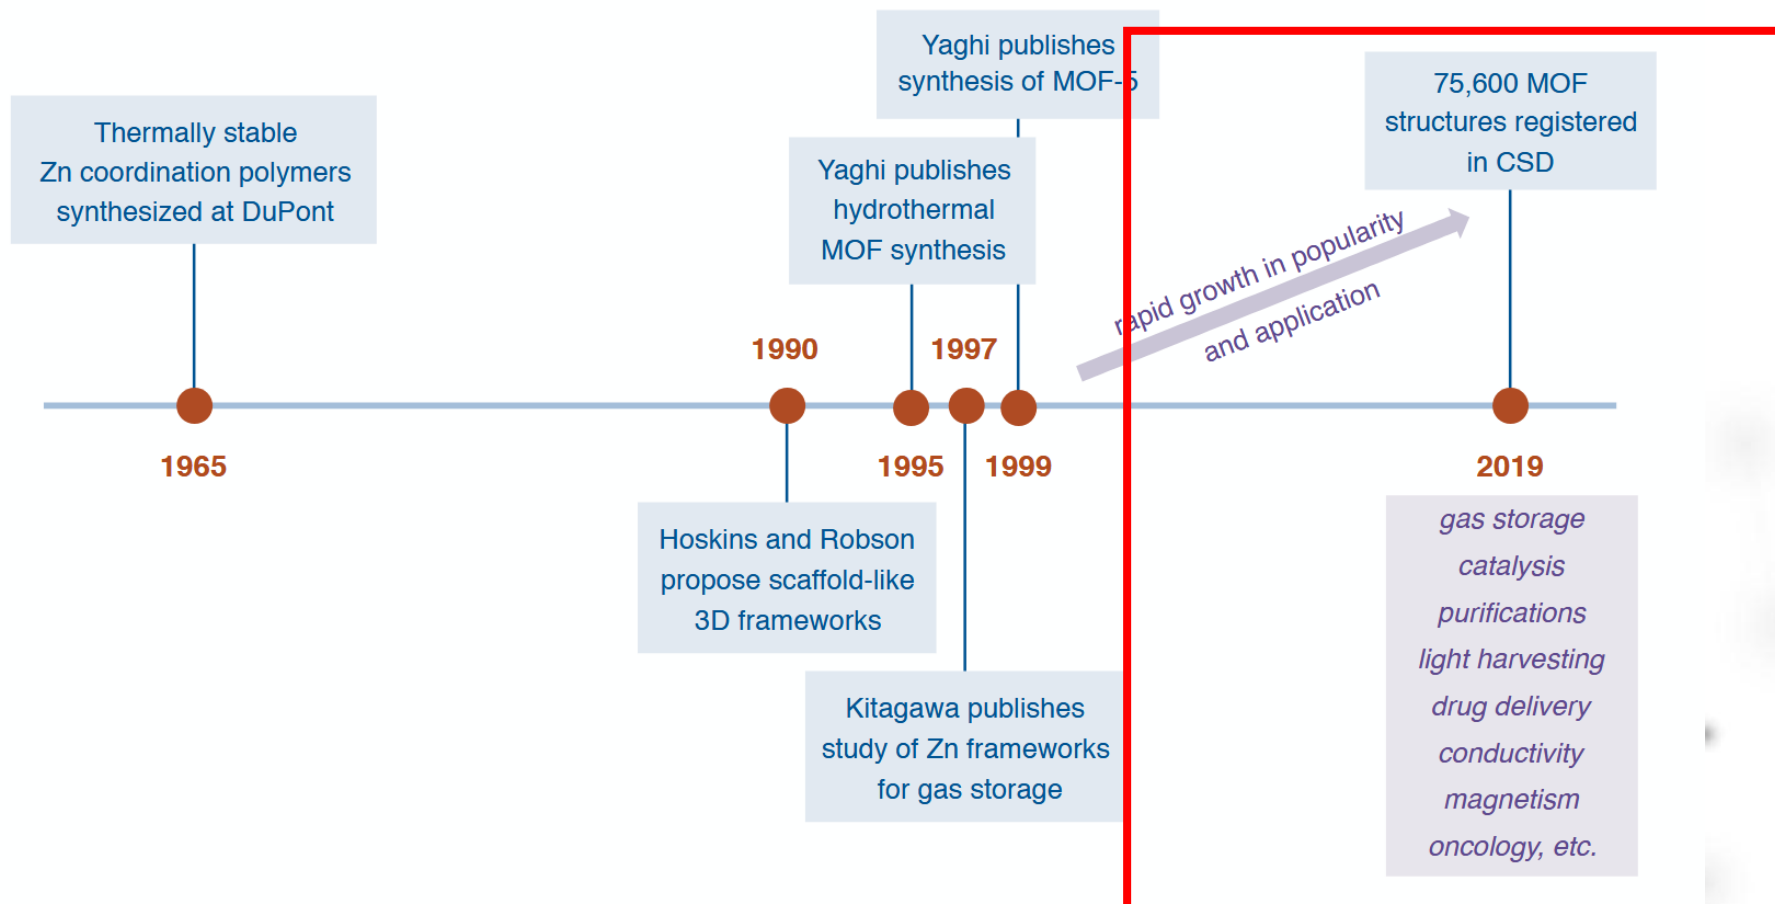 Yaghi publishes
synthesis of MOF-5
75,600 MOF
structures registered
in CSD
Thermally stable
Zn coordination polymers
synthesized at DuPont
Yaghi publishes
hydrothermal
MOF synthesis
rapid growth in popularity
and application
1990
1997
1965
1995
1999
2019
Hoskins and Robson
propose scaffold-like
3D frameworks
Kitagawa publishes
study of Zn frameworks
for gas storage
gas storage
catalysis
purifications
light harvesting
drug delivery
conductivity
magnetism
oncology, etc.